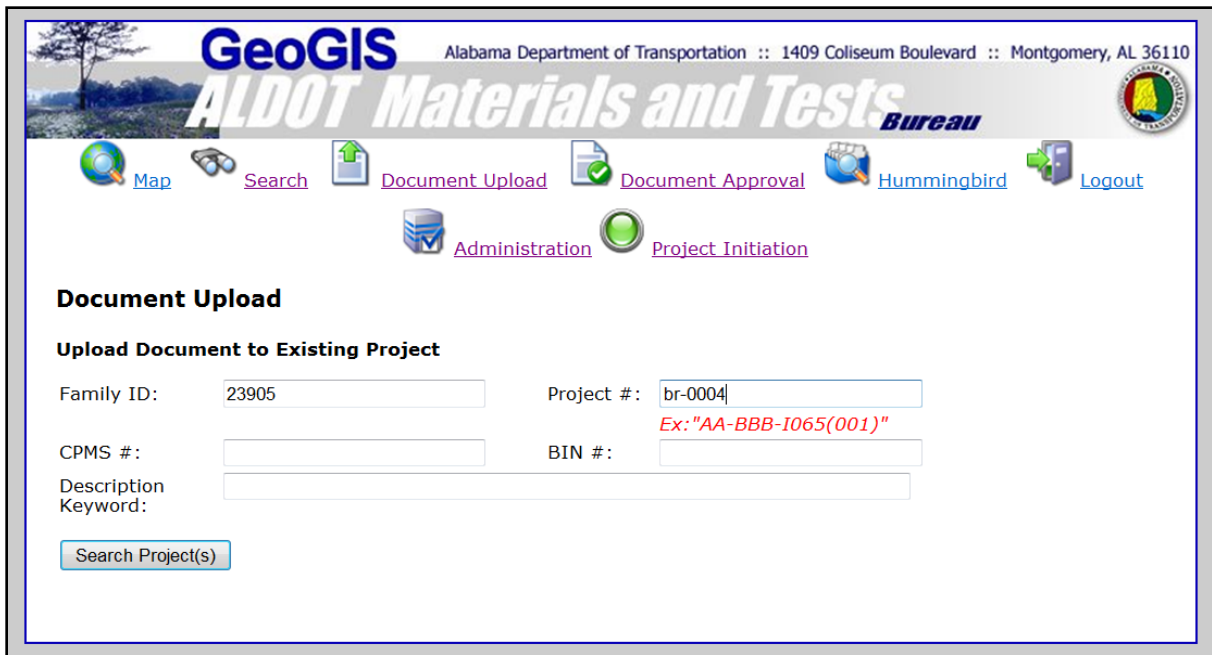 GeoGIS
Alabama Department of Transportation :: 1409 Coliseum Boulevard :: Montgomery, AL 36110
ALDOT Materials and Tests Bureau
Map Search Document Upload Document Approval Hummingbird Logout
Administration Project Initiation
Document Upload
Upload Document to Existing Project
Family ID: 23905 Project #: br-0004
Ex:"AA-BBB-I065(001)"
CPMS #: BIN #:
Description
Keyword:
Search Project(s)